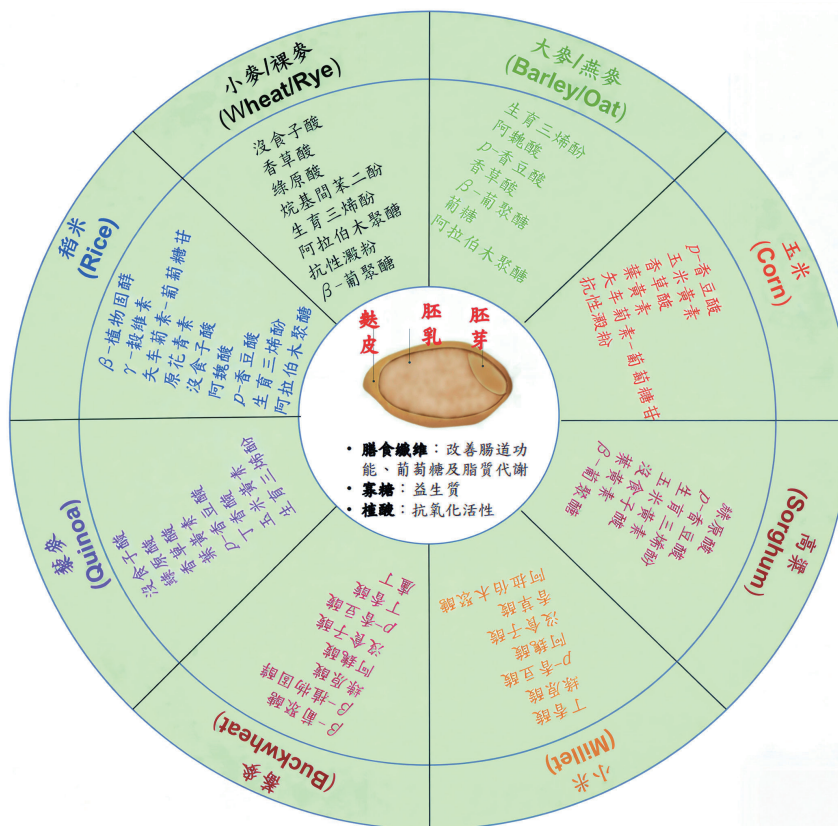 小麥/裸麥
(Wheat/Rye)
沒食子酸
香草酸
綠原酸
烷基間苯二酚
生育三烯酚
阿拉伯木聚醣
抗性澱粉
β-葡聚醣
大麥/燕麥
(Barley/Oat)
生育三烯酚
阿魏酸
p-香豆酸
香草酸
β-葡聚醣
葡糖
阿拉伯木聚醣
玉米
(Corn)
p-香豆酸
玉米黃素
香草酸
葉黃素
矢车菊素-葡萄糖苷
抗性澱粉
高粱
(Sorghum)
綠原酸
p-香豆酸
生育三烯酚
玉米黃素
沒食子酸
葉黃素
β-葡聚醣
小米
(Millet)
丁香酸
綠原酸
p-香豆酸
阿魏酸
沒食子酸
香草酸
阿拉伯木聚醣
蕎麥
(Buckwheat)
β-葡聚醣
β-植物固醇
綠原酸
阿魏酸
沒食子酸
p-香豆酸
丁香酸
蘆丁
藜麥
(Quinoa)
沒食子酸
綠原酸
香草酸
葉黃素
p-香豆酸
丁香酸
玉米黃素
生育三烯酚
稻米
(Rice)
β-植物固醇
γ-穀維素
矢车菊素-葡萄糖苷
原花青素
沒食子酸
阿魏酸
p-香豆酸
生育三烯酚
阿拉伯木聚醣
麩皮
胚乳
胚芽
• 膳食纖維：改善腸道功
能、葡萄糖及脂質代謝
• 寡糖：益生質
• 植酸：抗氧化活性